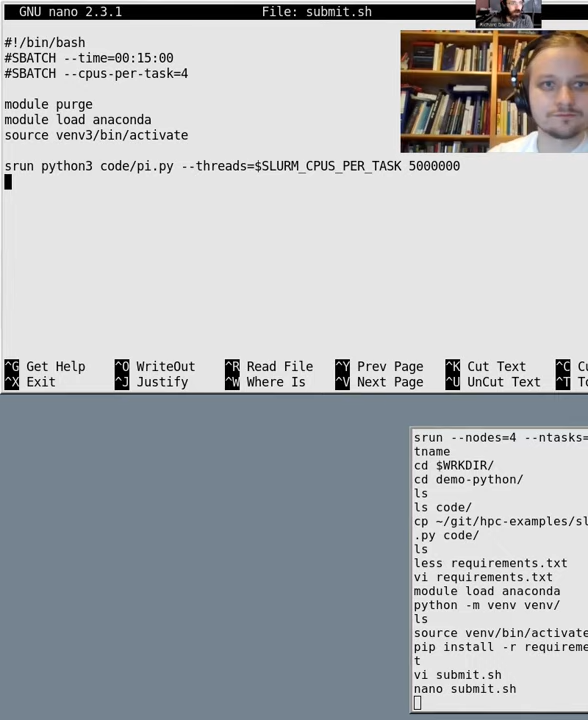 GNU nano 2.3.1 File: submit.sh
#!/bin/bash
#SBATCH --time=00:15:00
#SBATCH --cpus-per-task=4
module purge
module load anaconda
source venv3/bin/activate
srun python3 code/pi.py --threads=$SLURM_CPUS_PER_TASK 5000000
^G Get Help ^O WriteOut ^R Read File ^Y Prev Page ^K Cut Text ^C Cu
^X Exit ^J Justify ^W Where Is ^V Next Page ^U UnCut Text ^T To
srun --nodes=4 --ntasks=
tname
cd $WRKDIR/
cd demo-python/
ls
ls code/
cp ~/git/hpc-examples/sl
.py code/
ls
less requirements.txt
vi requirements.txt
module load anaconda
python -m venv venv/
ls
source venv/bin/activate
pip install -r requireme
t
vi submit.sh
nano submit.sh